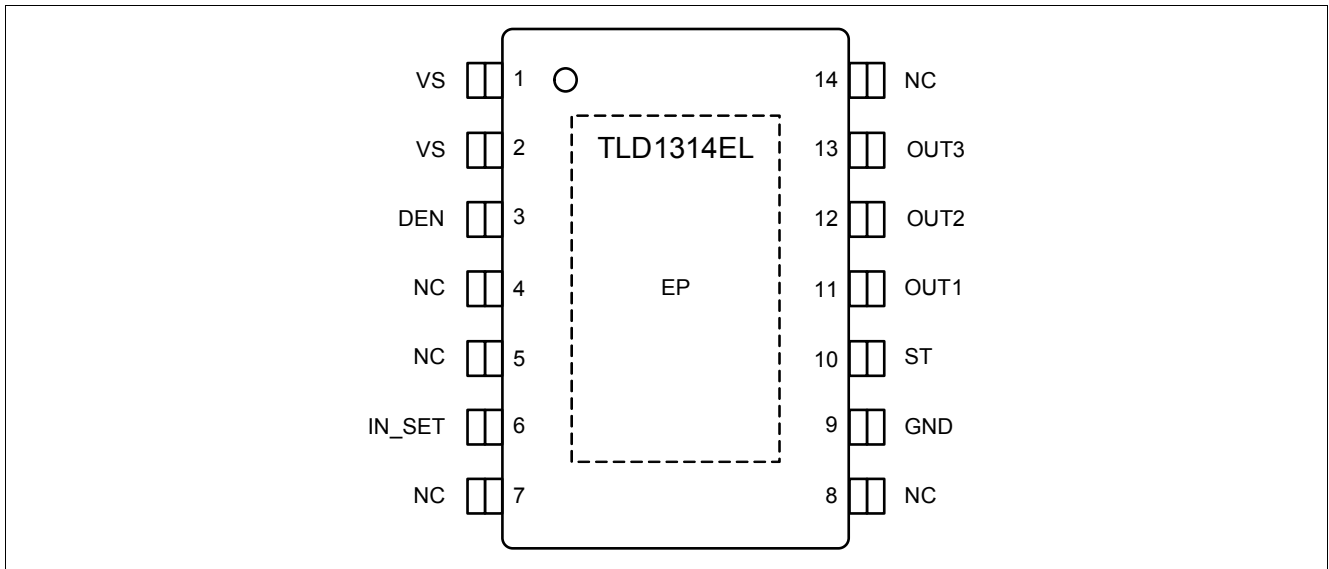 VS 1 14 NC
VS 2 TLD1314EL 13 OUT3
DEN 3 12 OUT2
NC 4 EP 11 OUT1
NC 5 10 ST
IN_SET 6 9 GND
NC 7 8 NC